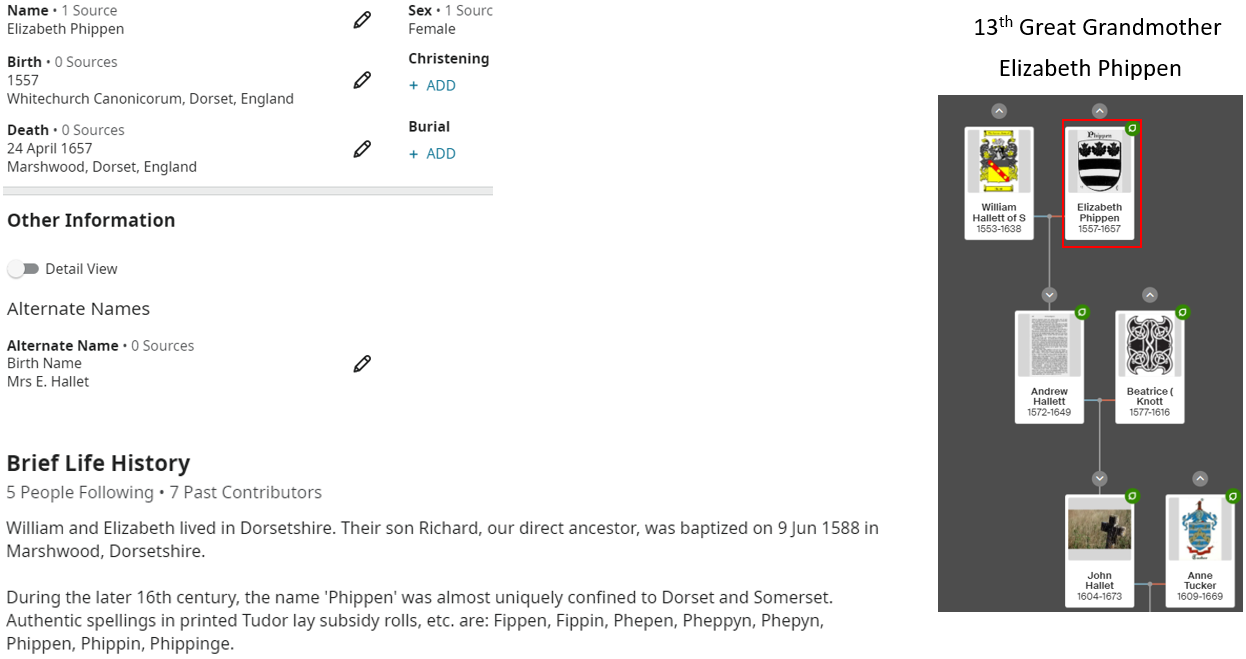 Name • 1 Source
Elizabeth Phippen
Sex • 1 Sourc
Female
Birth • 0 Sources
1557
Whitechurch Canonicorum, Dorset, England
Christening
+ ADD
Death • 0 Sources
24 April 1657
Marshwood, Dorset, England
Burial
+ ADD
Other Information
Detail View
Alternate Names
Alternate Name • 0 Sources
Birth Name
Mrs E. Hallet
Brief Life History
5 People Following • 7 Past Contributors
William and Elizabeth lived in Dorsetshire. Their son Richard, our direct ancestor, was baptized on 9 Jun 1588 in
Marshwood, Dorsetshire.
During the later 16th century, the name 'Phippen' was almost uniquely confined to Dorset and Somerset.
Authentic spellings in printed Tudor lay subsidy rolls, etc. are: Fippen, Fippin, Phepen, Pheppyn, Phepyn,
Phippen, Phippin, Phippinge.
13th Great Grandmother
Elizabeth Phippen
William
Hallett of S
1553-1638
Phippen
Elizabeth
Phippen
1557-1657
Andrew
Hallett
1572-1649
Beatrice (
Knott
1577-1616
John
Hallet
1604-1673
Anne
Tucker
1609-1669